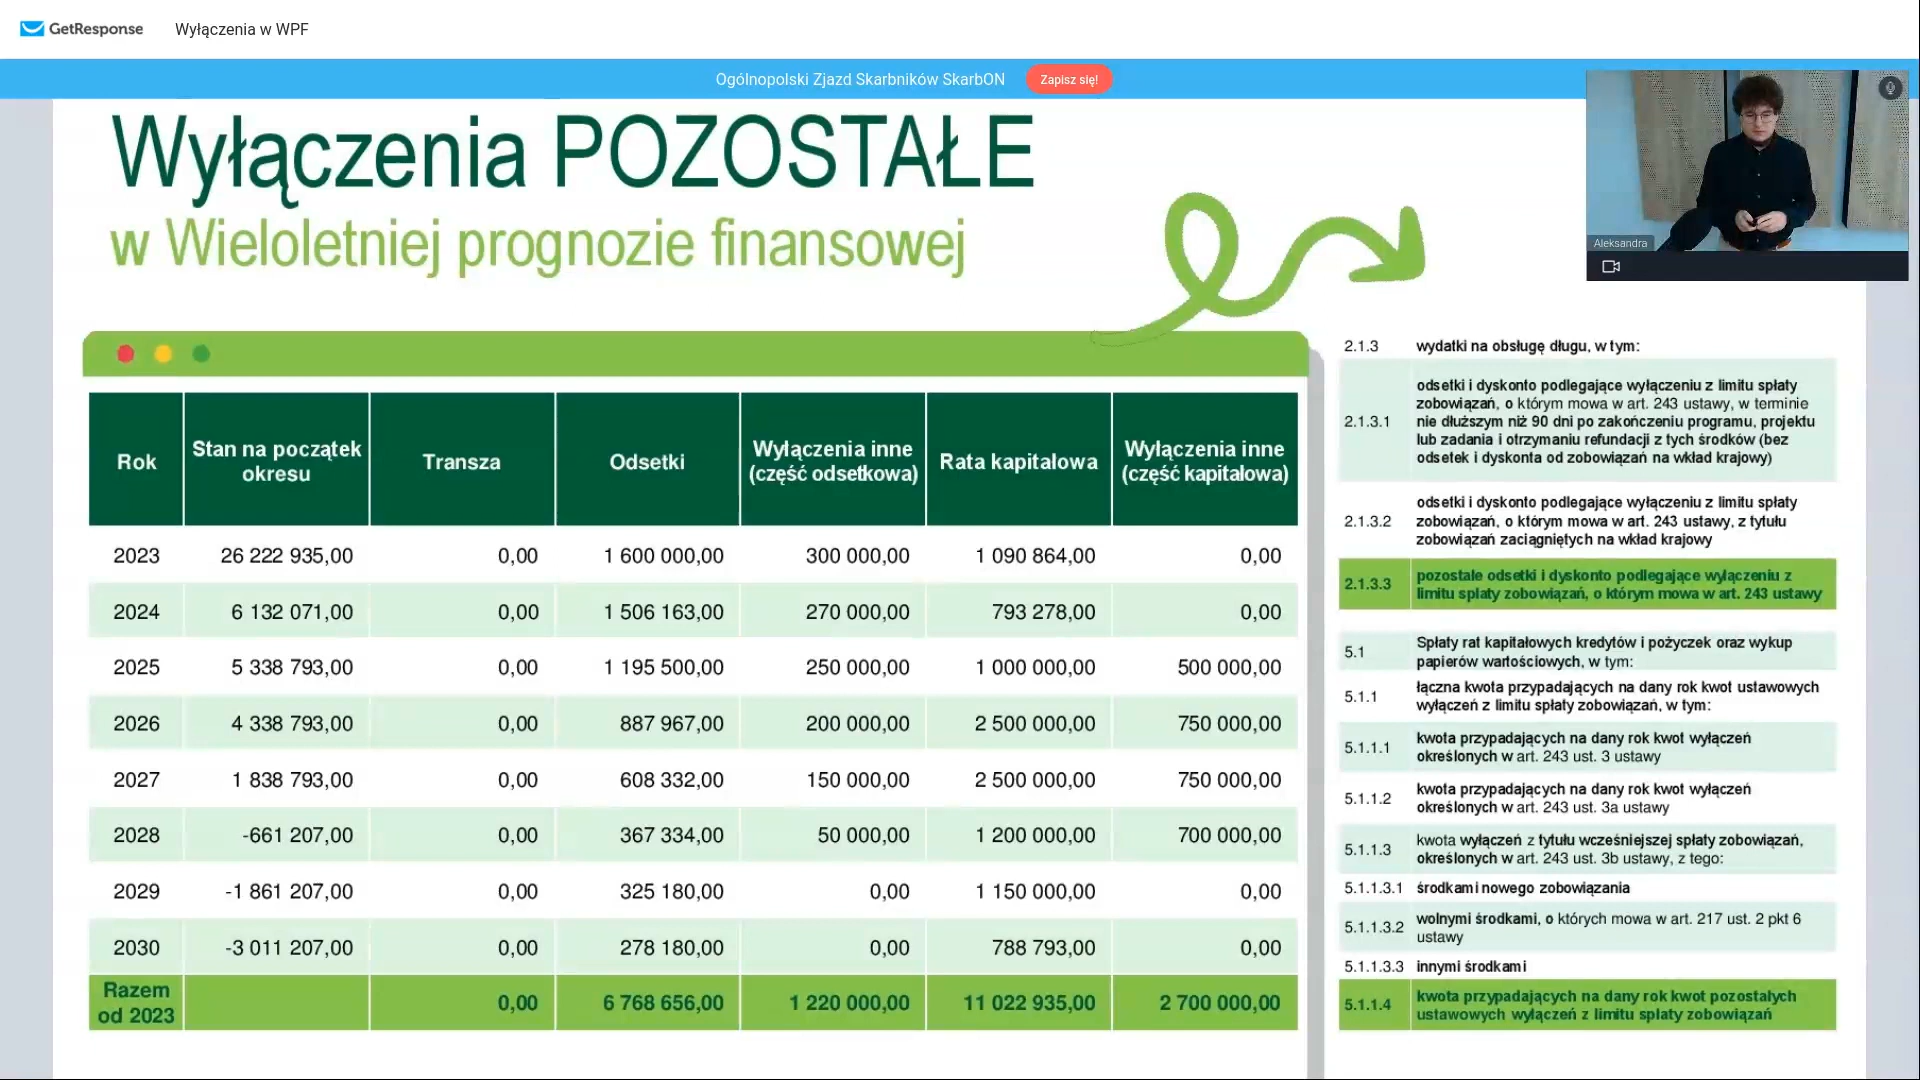 GetResponse
Wyłączenia w WPF
Ogólnopolski Zjazd Skarbników SkarbON
Zapisz się!
Aleksandra
Wyłączenia POZOSTAŁE
w Wieloletniej prognozie finansowej
Rok Stan na początek okresu Transza Odsetki Wyłączenia inne (część odsetkowa) Rata kapitałowa Wyłączenia inne (część kapitałowa)
2023 26 222 935,00 0,00 1 600 000,00 300 000,00 1 090 864,00 0,00
2024 6 132 071,00 0,00 1 506 163,00 270 000,00 793 278,00 0,00
2025 5 338 793,00 0,00 1 195 500,00 250 000,00 1 000 000,00 500 000,00
2026 4 338 793,00 0,00 887 967,00 200 000,00 2 500 000,00 750 000,00
2027 1 838 793,00 0,00 608 332,00 150 000,00 2 500 000,00 750 000,00
2028 -661 207,00 0,00 367 334,00 50 000,00 1 200 000,00 700 000,00
2029 -1 861 207,00 0,00 325 180,00 0,00 1 150 000,00 0,00
2030 -3 011 207,00 0,00 278 180,00 0,00 788 793,00 0,00
Razem od 2023 0,00 6 768 656,00 1 220 000,00 11 022 935,00 2 700 000,00
2.1.3 wydatki na obsługę długu, w tym:
2.1.3.1 odsetki i dyskonto podlegające wyłączeniu z limitu spłaty
zobowiązań, o którym mowa w art. 243 ustawy, w terminie
nie dłuższym niż 90 dni po zakończeniu programu, projektu
lub zadania i otrzymaniu refundacji z tych środków (bez
odsetek i dyskonta od zobowiązań na wkład krajowy)
2.1.3.2 odsetki i dyskonto podlegające wyłączeniu z limitu spłaty
zobowiązań, o którym mowa w art. 243 ustawy, z tytułu
zobowiązań zaciągniętych na wkład krajowy
2.1.3.3 pozostałe odsetki i dyskonto podlegające wyłączeniu z
limitu spłaty zobowiązań, o którym mowa w art. 243 ustawy
5.1 Spłaty rat kapitałowych kredytów i pożyczek oraz wykup
papierów wartościowych, w tym:
5.1.1 łączna kwota przypadających na dany rok kwot ustawowych
wyłączeń z limitu spłaty zobowiązań, w tym:
5.1.1.1 kwota przypadających na dany rok kwot wyłączeń
określonych w art. 243 ust. 3 ustawy
5.1.1.2 kwota przypadających na dany rok kwot wyłączeń
określonych w art. 243 ust. 3a ustawy
5.1.1.3 kwota wyłączeń z tytułu wcześniejszej spłaty zobowiązań,
określonych w art. 243 ust. 3b ustawy, z tego:
5.1.1.3.1 środkami nowego zobowiązania
5.1.1.3.2 wolnymi środkami, o których mowa w art. 217 ust. 2 pkt 6
ustawy
5.1.1.3.3 innymi środkami
5.1.1.4 kwota przypadających na dany rok kwot pozostałych
ustawowych wyłączeń z limitu spłaty zobowiązań